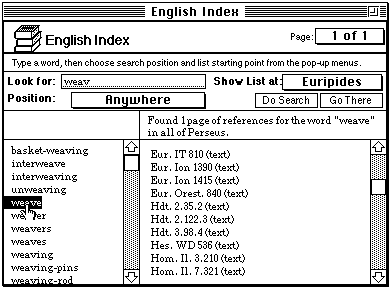 English Index
English Index
Page: 1 of 1
Type a word, then choose search position and list starting point from the pop-up menus.
Look for: weav
Show List at: Euripides
Position: Anywhere
Do Search
Go There
Found 1 page of references for the word "weave"
in all of Perseus.
basket-weaving
interweave
interweaving
unweaving
weave
weavers
weaves
weaving
weaving-pins
weaving-rod
Eur. IT 810 (text)
Eur. Ion 1390 (text)
Eur. Ion 1415 (text)
Eur. Orest. 840 (text)
Hdt. 2.35.2 (text)
Hdt. 2.122.3 (text)
Hdt. 3.98.4 (text)
Hes. WD 536 (text)
Hom. Il. 3.210 (text)
Hom. Il. 7.321 (text)